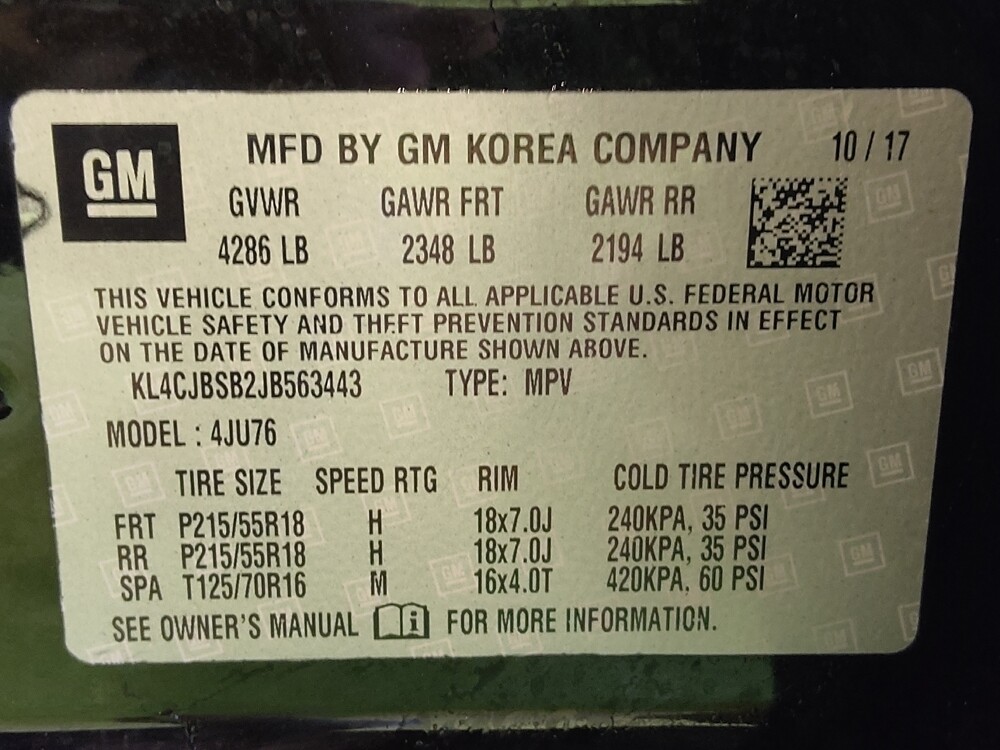 GM
MFD BY GM KOREA COMPANY 10/17
GVWR GAWR FRT GAWR RR
4286 LB 2348 LB 2194 LB
THIS VEHICLE CONFORMS TO ALL APPLICABLE U.S. FEDERAL MOTOR
VEHICLE SAFETY AND THEFT PREVENTION STANDARDS IN EFFECT
ON THE DATE OF MANUFACTURE SHOWN ABOVE.
KL4CJBSB2JB563443 TYPE: MPV
MODEL : 4JU76
TIRE SIZE SPEED RTG RIM COLD TIRE PRESSURE
FRT P215/55R18 H 18x7.0J 240KPA, 35 PSI
RR P215/55R18 H 18x7.0J 240KPA, 35 PSI
SPA T125/70R16 M 16x4.0T 420KPA, 60 PSI
SEE OWNER'S MANUAL i FOR MORE INFORMATION.